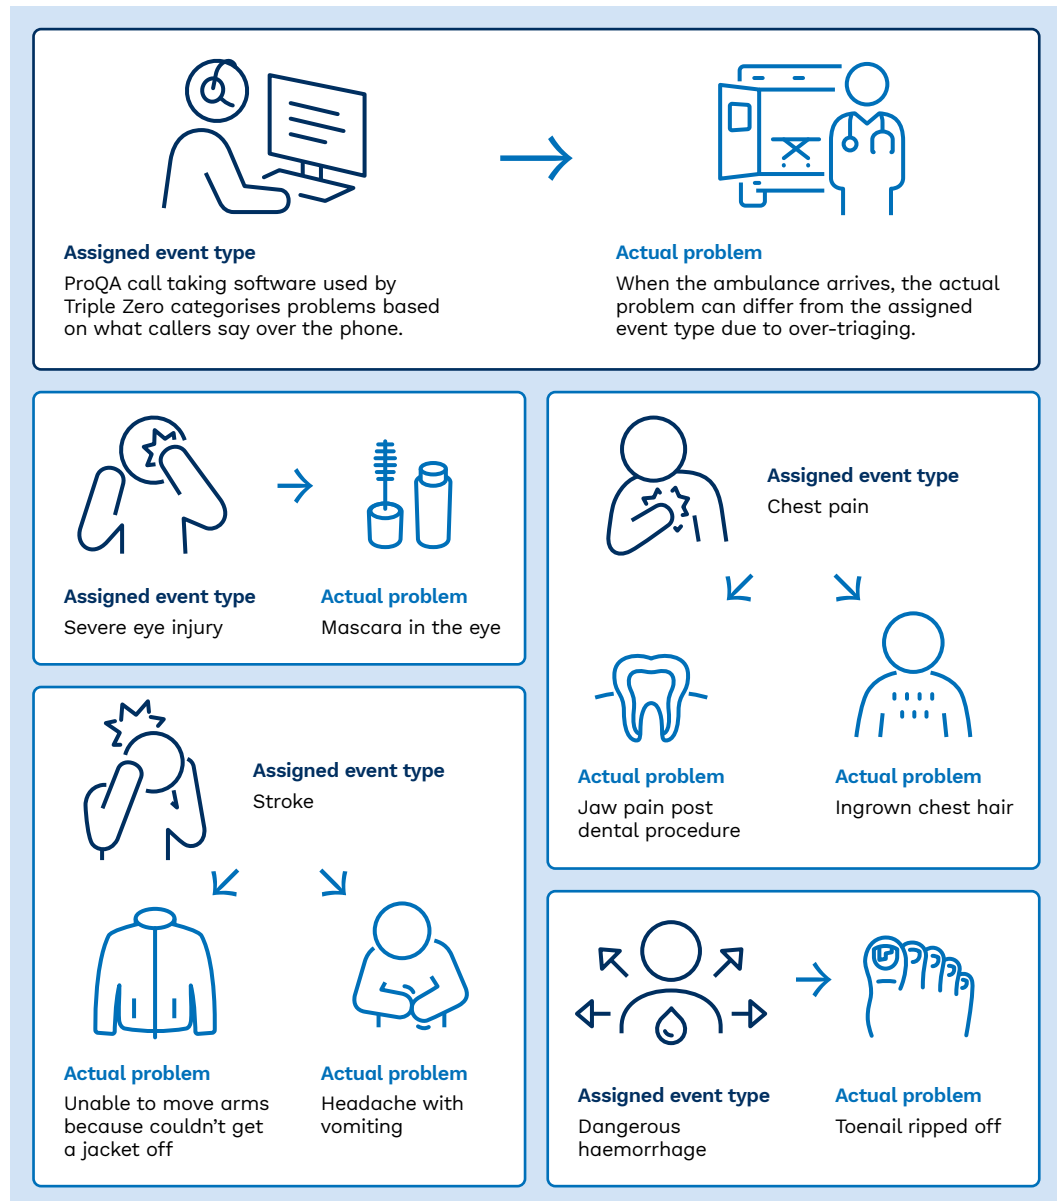 Assigned event type
ProQA call taking software used by
Triple Zero categorises problems based
on what callers say over the phone.
Actual problem
When the ambulance arrives, the actual
problem can differ from the assigned
event type due to over-triaging.
Assigned event type
Severe eye injury
Actual problem
Mascara in the eye
Assigned event type
Chest pain
Actual problem
Jaw pain post
dental procedure
Actual problem
Ingrown chest hair
Assigned event type
Stroke
Actual problem
Unable to move arms
because couldn't get
a jacket off
Actual problem
Headache with
vomiting
Assigned event type
Dangerous
haemorrhage
Actual problem
Toenail ripped off